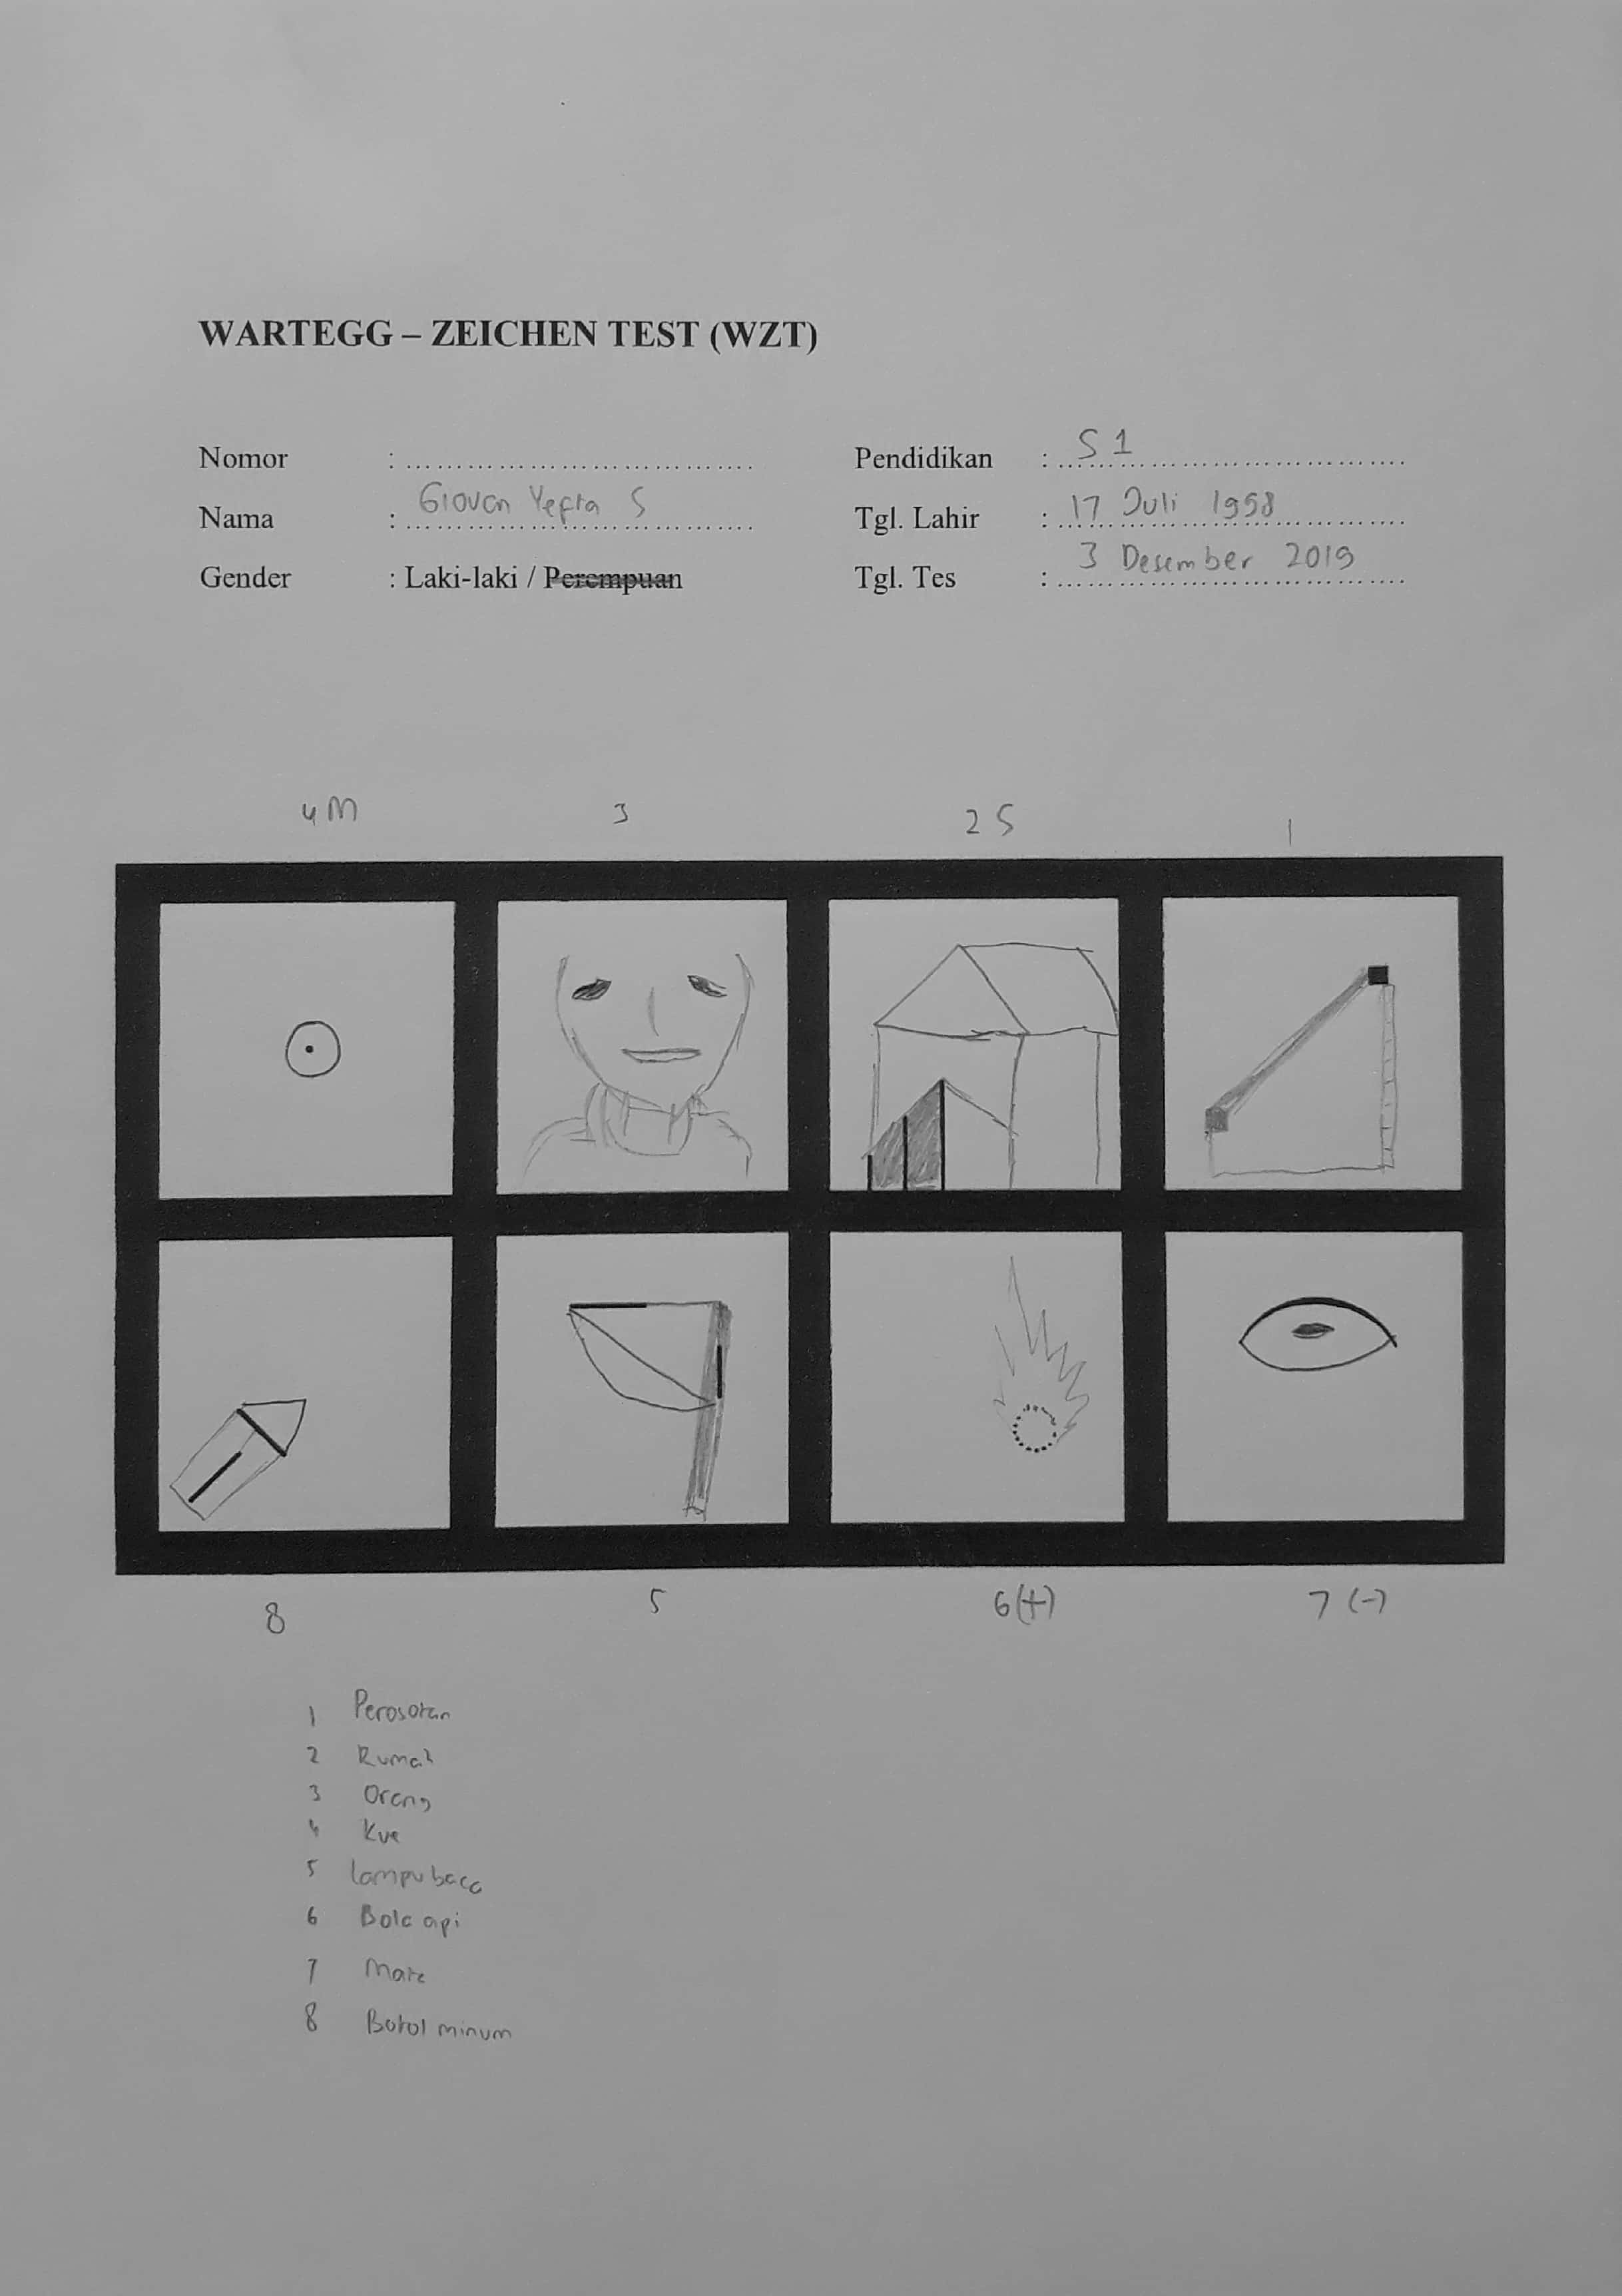 WARTEGG – ZEICHEN TEST (WZT)
Nomor : ........................................ Pendidikan : S 1
Nama : Giovan Yefta S Tgl. Lahir : 17 Juli 1998
Gender : Laki-laki / Perempuan Tgl. Tes : 3 Desember 2019
4 M 3 2 S 1
8 5 6 (+) 7 (-)
1 Perosotan
2 Rumah
3 Orang
4 Kue
5 lampu baca
6 Bola api
7 Mata
8 Botol minum